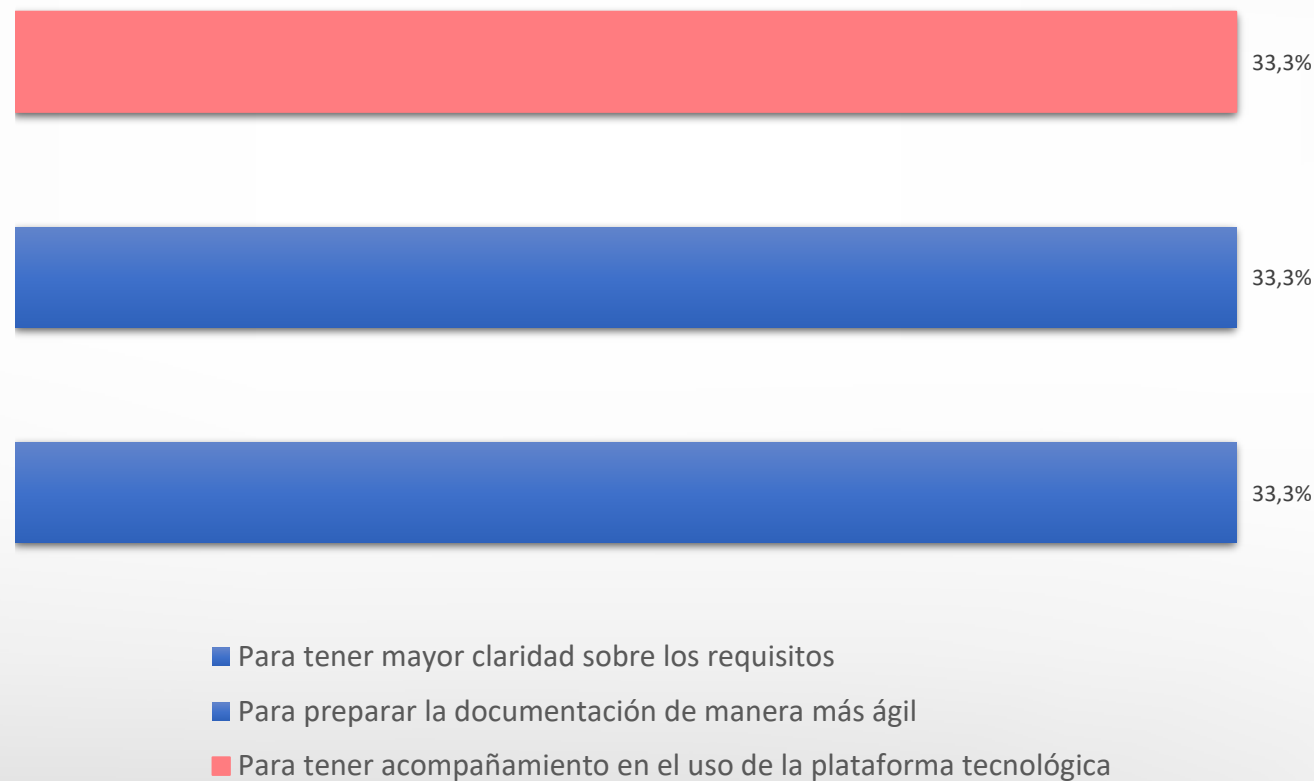 33,3%
33,3%
33,3%
Para tener mayor claridad sobre los requisitos
Para preparar la documentación de manera más ágil
Para tener acompañamiento en el uso de la plataforma tecnológica